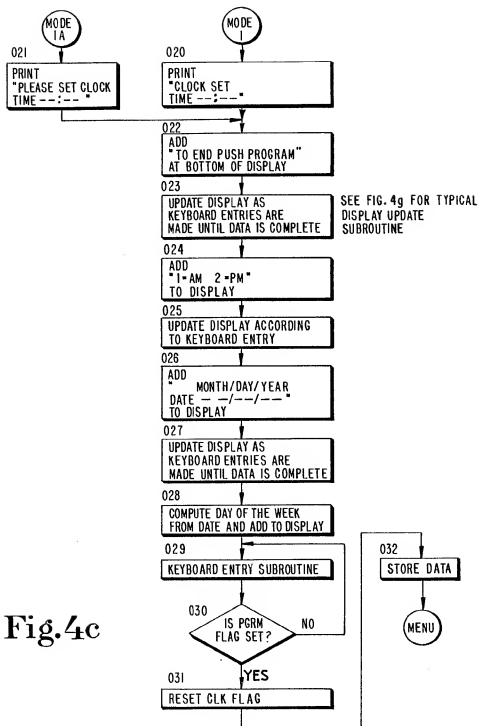 MODE
1A
MODE
1
021
PRINT
"PLEASE SET CLOCK
TIME --:-- "
020
PRINT
"CLOCK SET
TIME --:--"
022
ADD
"TO END PUSH PROGRAM"
AT BOTTOM OF DISPLAY
023
UPDATE DISPLAY AS
KEYBOARD ENTRIES ARE
MADE UNTIL DATA IS COMPLETE
SEE FIG. 4g FOR TYPICAL
DISPLAY UPDATE
SUBROUTINE
024
ADD
"1=AM 2=PM"
TO DISPLAY
025
UPDATE DISPLAY ACCORDING
TO KEYBOARD ENTRY
026
ADD
" MONTH/DAY/YEAR
DATE - -/--/-- "
TO DISPLAY
027
UPDATE DISPLAY AS
KEYBOARD ENTRIES ARE
MADE UNTIL DATA IS COMPLETE
028
COMPUTE DAY OF THE WEEK
FROM DATE AND ADD TO DISPLAY
029
KEYBOARD ENTRY SUBROUTINE
030
IS PGRM
FLAG SET?
NO
YES
031
RESET CLK FLAG
032
STORE DATA
MENU
Fig.4c